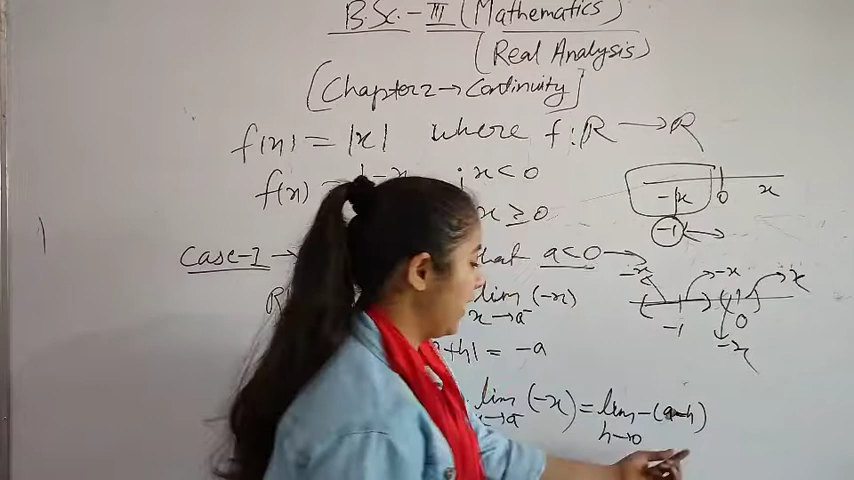 B.Sc.-III (Mathematics)
(Real Analysis)
[Chapter 2 → Continuity]
f(x) = |x| where f: R → R
f(x) = -x ; x < 0
x ≥ 0
-x 0 x
-1
Case-I → that a < 0 →
-x -x x
-1 0
-x
R lim (-x)
x→a-
+h| = -a
lim (-x) = lim -(a-h)
x→a- h→0